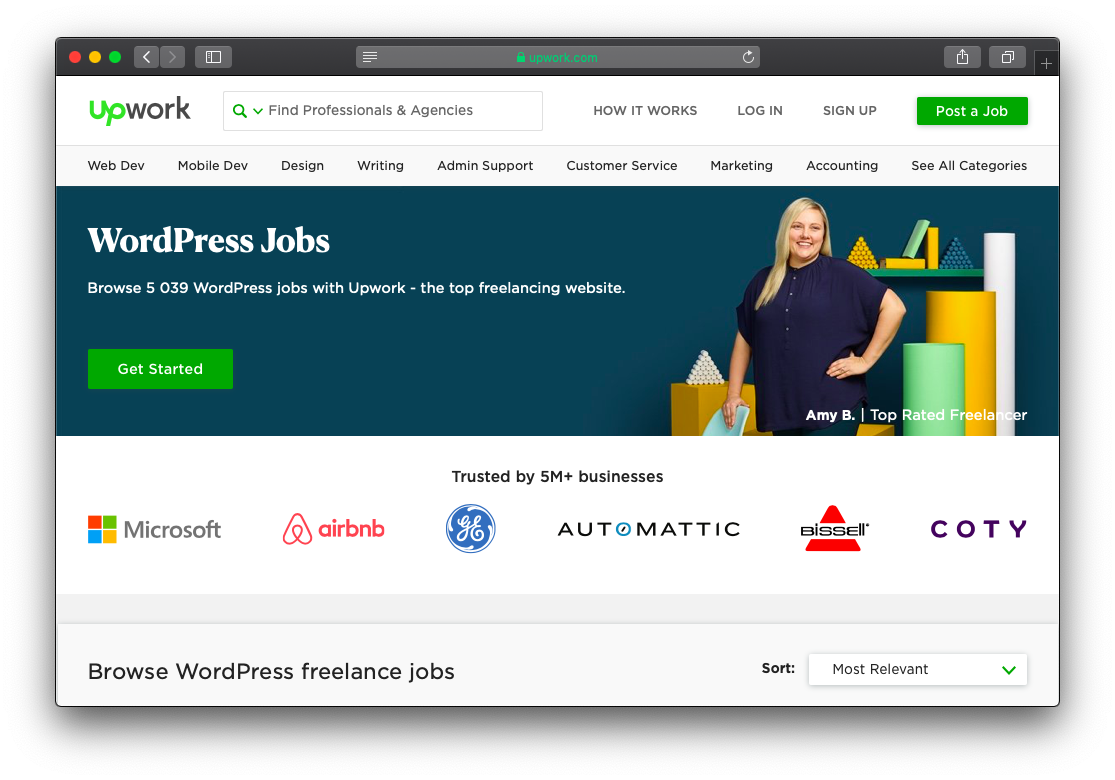 upwork.com
upwork
Find Professionals & Agencies
HOW IT WORKS
LOG IN
SIGN UP
Post a Job
Web Dev
Mobile Dev
Design
Writing
Admin Support
Customer Service
Marketing
Accounting
See All Categories
WordPress Jobs
Browse 5 039 WordPress jobs with Upwork - the top freelancing website.
Get Started
Amy B. | Top Rated Freelancer
Trusted by 5M+ businesses
Microsoft
airbnb
GE
AUTOMATTIC
BISSELL®
COTY
Browse WordPress freelance jobs
Sort:
Most Relevant